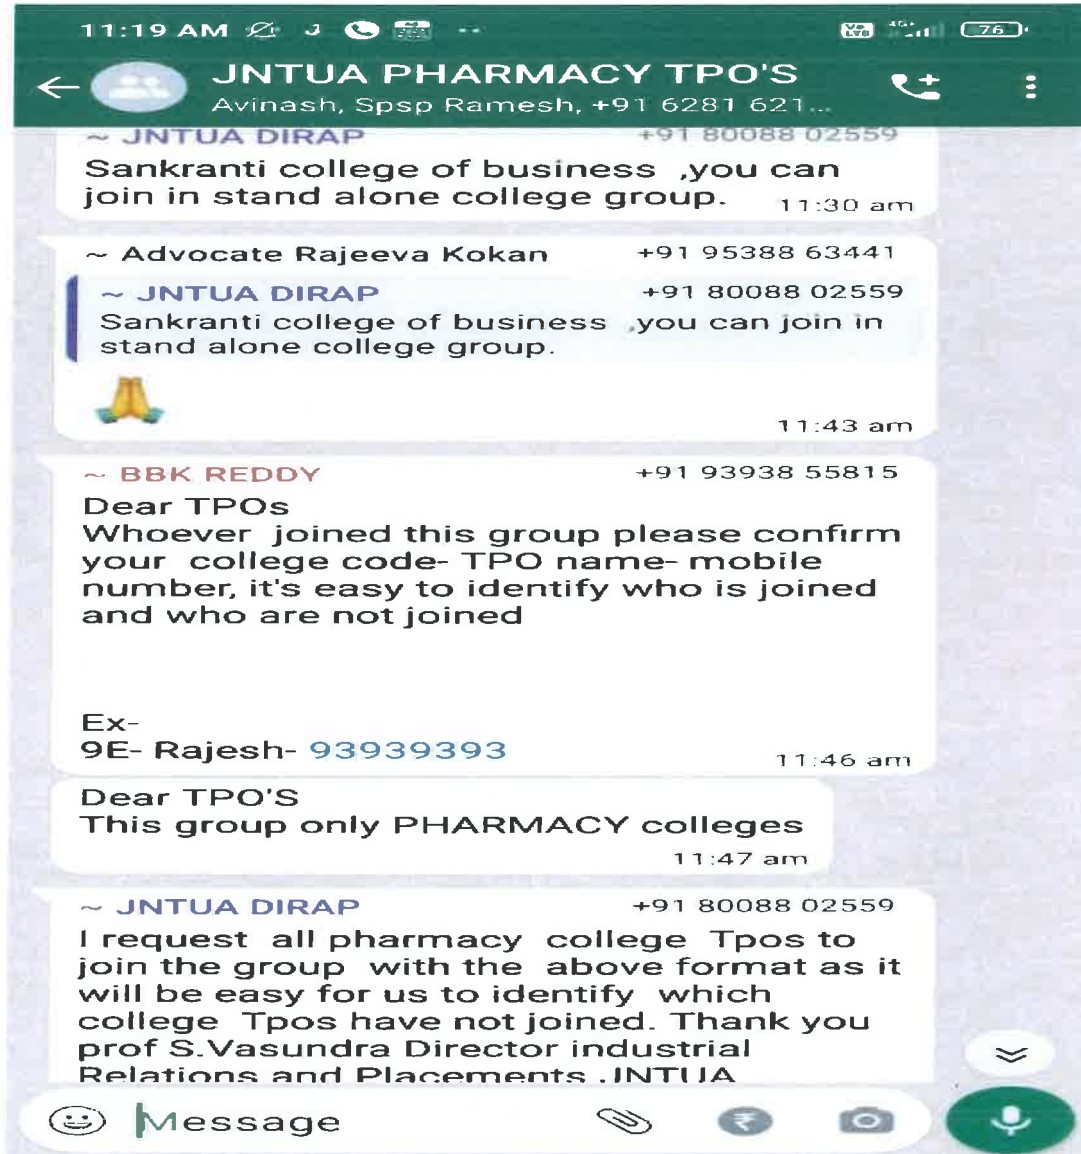 11:19 AM
76
JNTUA PHARMACY TPO'S
Avinash, Spsp Ramesh, +91 6281 621...
~ JNTUA DIRAP +91 80088 02559
Sankranti college of business ,you can
join in stand alone college group. 11:30 am
~ Advocate Rajeeva Kokan +91 95388 63441
~ JNTUA DIRAP +91 80088 02559
Sankranti college of business ,you can join in
stand alone college group.
11:43 am
~ BBK REDDY +91 93938 55815
Dear TPOs
Whoever joined this group please confirm
your college code- TPO name- mobile
number, it's easy to identify who is joined
and who are not joined
Ex-
9E- Rajesh- 93939393 11:46 am
Dear TPO'S
This group only PHARMACY colleges
11:47 am
~ JNTUA DIRAP +91 80088 02559
I request all pharmacy college Tpos to
join the group with the above format as it
will be easy for us to identify which
college Tpos have not joined. Thank you
prof S.Vasundra Director industrial
Relations and Placements .JNTUA
Message